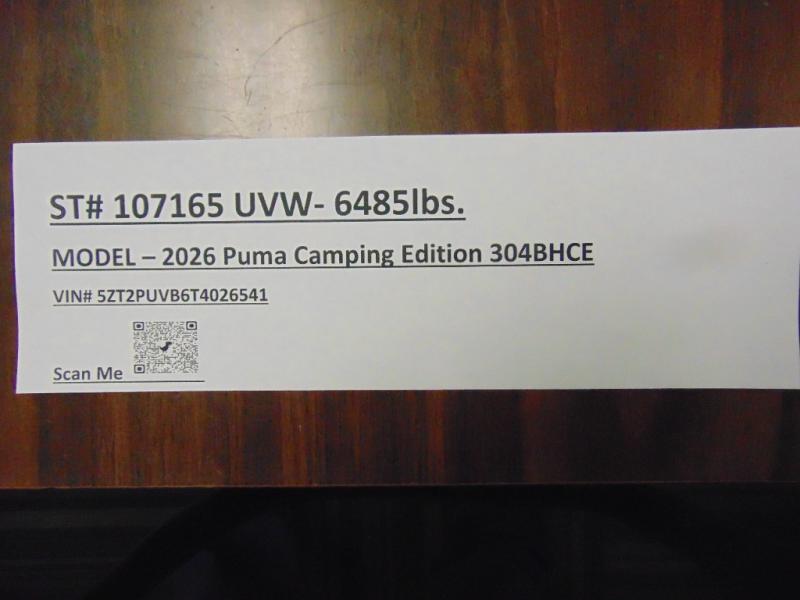 ST# 107165 UVW- 6485lbs.
MODEL – 2026 Puma Camping Edition 304BHCE
VIN# 5ZT2PUVB6T4026541
Scan Me